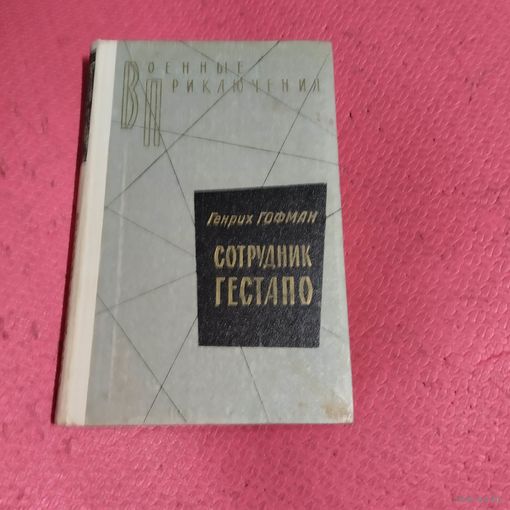 Военные
Приключения
Генрих ГОФМАН
СОТРУДНИК
ГЕСТАПО